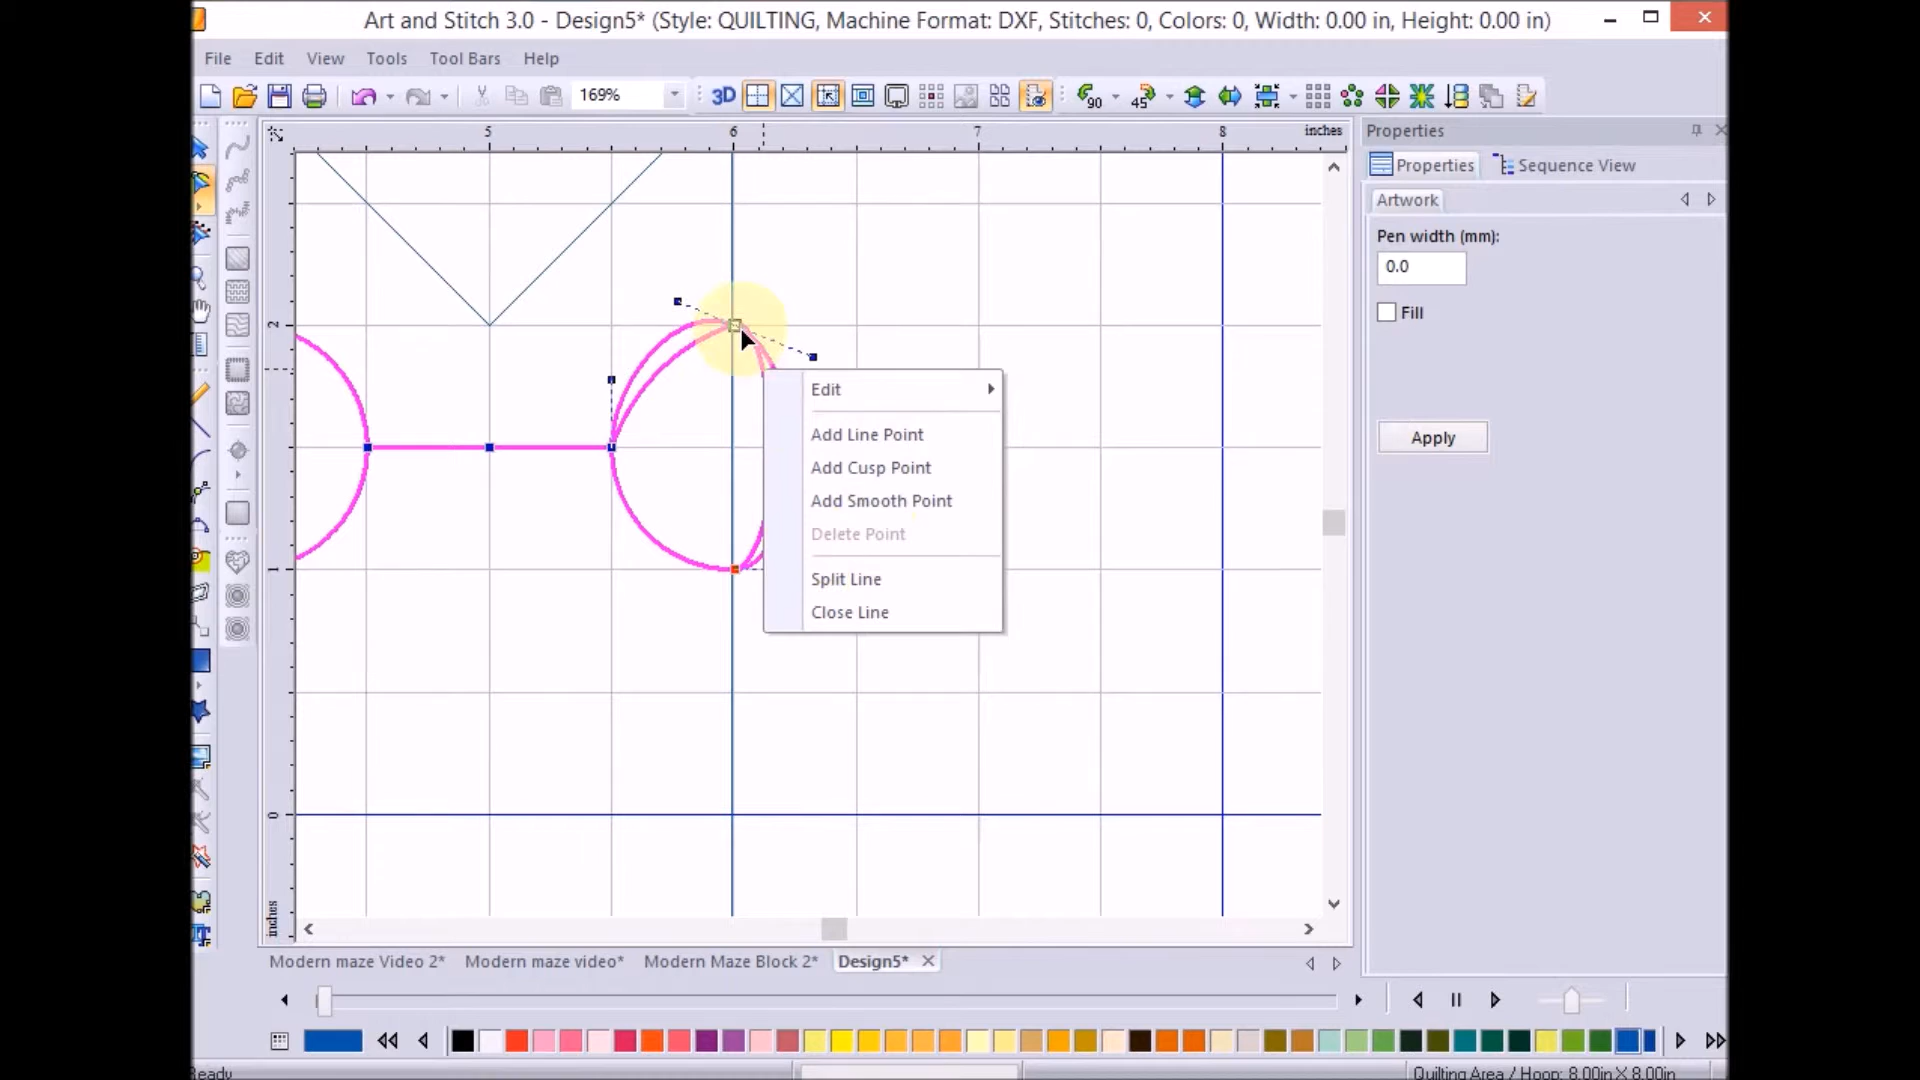 Art and Stitch 3.0 - Design5* (Style: QUILTING, Machine Format: DXF, Stitches: 0, Colors: 0, Width: 0.00 in, Height: 0.00 in)
File Edit View Tools Tool Bars Help
169% 3D 90 45
5 6 7 8 inches
Properties
Properties Sequence View
Artwork
Pen width (mm):
0.0
Fill
Apply
2
1
0
inches
Edit
Add Line Point
Add Cusp Point
Add Smooth Point
Delete Point
Split Line
Close Line
Modern maze Video 2* Modern maze video* Modern Maze Block 2* Design5*
Ready Quilting Area / Hoop: 8.00in X 8.00in